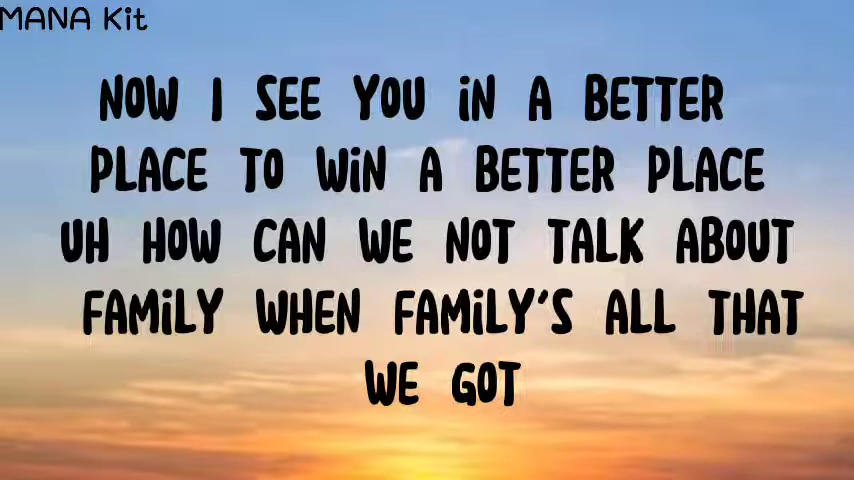 MANA Kit
NOW I SEE YOU iN A BETTER
PLACE TO WiN A BETTER PLACE
UH HOW CAN WE NOT TALK ABOUT
FAMiLY WHEN FAMiLY'S ALL THAT
WE GOT